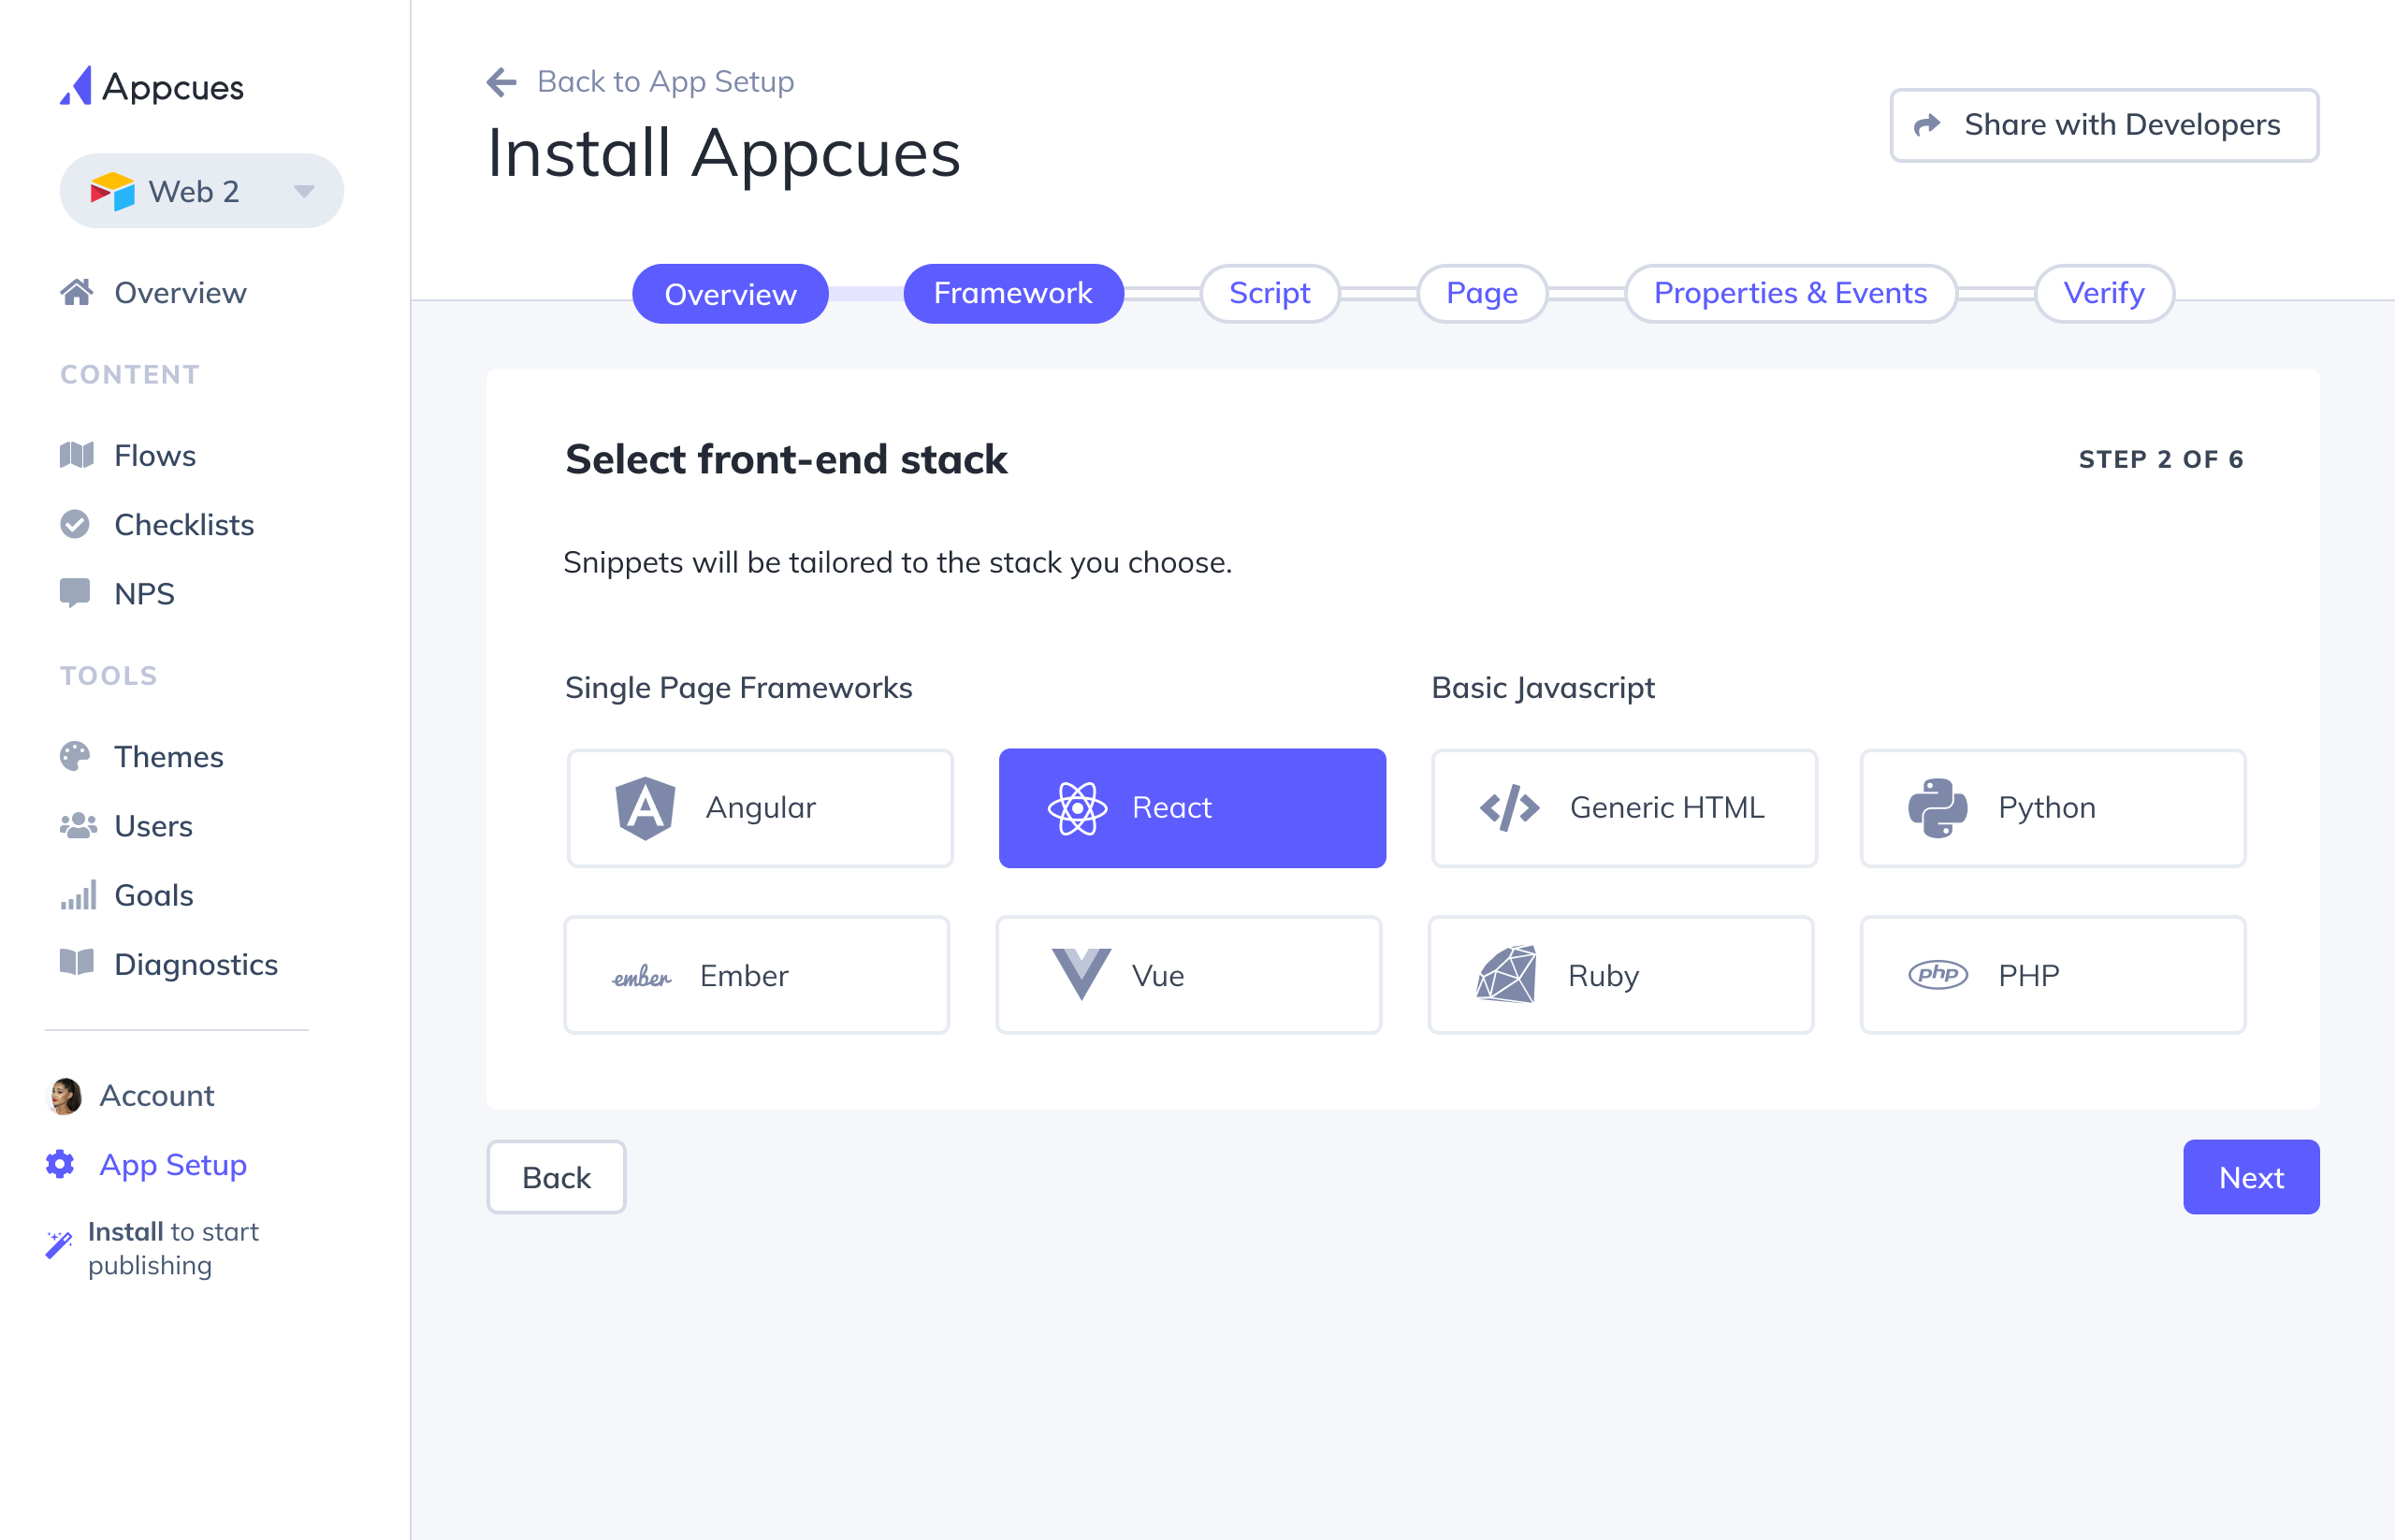 Appcues
Web 2
Overview
CONTENT
Flows
Checklists
NPS
TOOLS
Themes
Users
Goals
Diagnostics
Account
App Setup
Install to start
publishing
Back to App Setup
Install Appcues
Share with Developers
Overview
Framework
Script
Page
Properties & Events
Verify
Select front-end stack
STEP 2 OF 6
Snippets will be tailored to the stack you choose.
Single Page Frameworks
Basic Javascript
A Angular
React
</> Generic HTML
Python
ember Ember
Vue
Ruby
php PHP
Back
Next